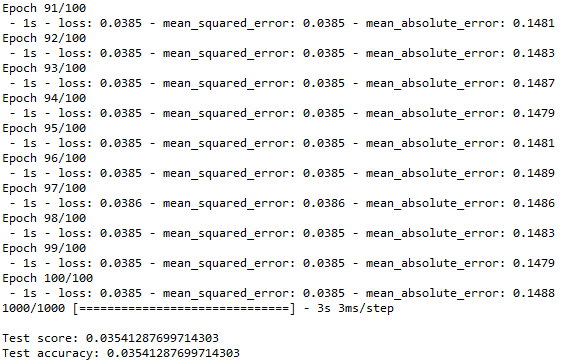 Epoch 91/100
 - 1s - loss: 0.0385 - mean_squared_error: 0.0385 - mean_absolute_error: 0.1481
Epoch 92/100
 - 1s - loss: 0.0385 - mean_squared_error: 0.0385 - mean_absolute_error: 0.1483
Epoch 93/100
 - 1s - loss: 0.0385 - mean_squared_error: 0.0385 - mean_absolute_error: 0.1487
Epoch 94/100
 - 1s - loss: 0.0385 - mean_squared_error: 0.0385 - mean_absolute_error: 0.1479
Epoch 95/100
 - 1s - loss: 0.0385 - mean_squared_error: 0.0385 - mean_absolute_error: 0.1481
Epoch 96/100
 - 1s - loss: 0.0385 - mean_squared_error: 0.0385 - mean_absolute_error: 0.1489
Epoch 97/100
 - 1s - loss: 0.0386 - mean_squared_error: 0.0386 - mean_absolute_error: 0.1486
Epoch 98/100
 - 1s - loss: 0.0385 - mean_squared_error: 0.0385 - mean_absolute_error: 0.1483
Epoch 99/100
 - 1s - loss: 0.0385 - mean_squared_error: 0.0385 - mean_absolute_error: 0.1479
Epoch 100/100
 - 1s - loss: 0.0385 - mean_squared_error: 0.0385 - mean_absolute_error: 0.1488
1000/1000 [==============================] - 3s 3ms/step

Test score: 0.03541287699714303
Test accuracy: 0.03541287699714303